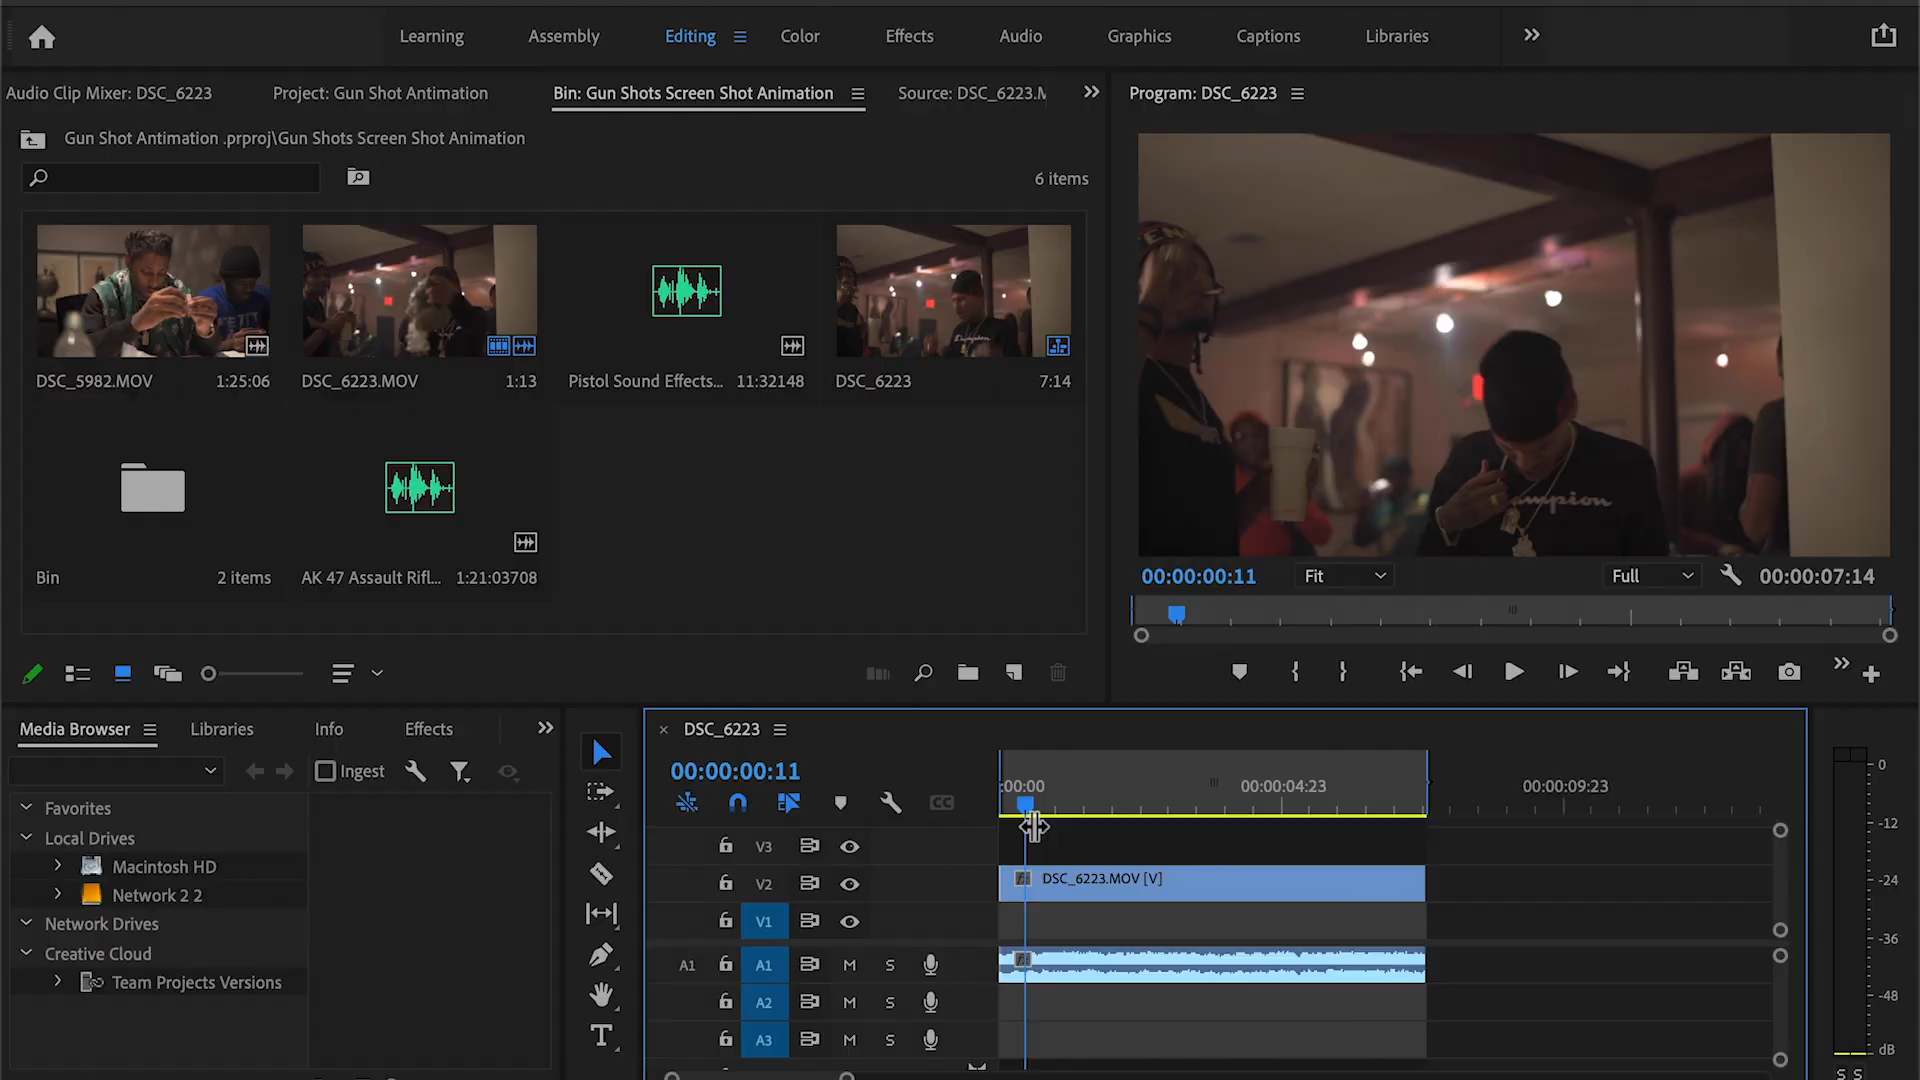 Learning Assembly Editing Color Effects Audio Graphics Captions Libraries
Audio Clip Mixer: DSC_6223 Project: Gun Shot Antimation Bin: Gun Shots Screen Shot Animation Source: DSC_6223.M
Program: DSC_6223
Gun Shot Antimation .prproj\Gun Shots Screen Shot Animation
6 items
DSC_5982.MOV 1:25:06
DSC_6223.MOV 1:13
Pistol Sound Effects... 11:32148
DSC_6223 7:14
Bin 2 items
AK 47 Assault Rifl... 1:21:03708
Champion
00:00:00:11 Fit Full 00:00:07:14
Media Browser Libraries Info Effects
Ingest
Favorites
Local Drives
Macintosh HD
Network 2 2
Network Drives
Creative Cloud
Team Projects Versions
DSC_6223
00:00:00:11
:00:00 00:00:04:23 00:00:09:23
CC
V3
V2 DSC_6223.MOV [V]
V1
A1 A1 M S
A2 M S
A3 M S
0
-12
-24
-36
-48
dB
S S